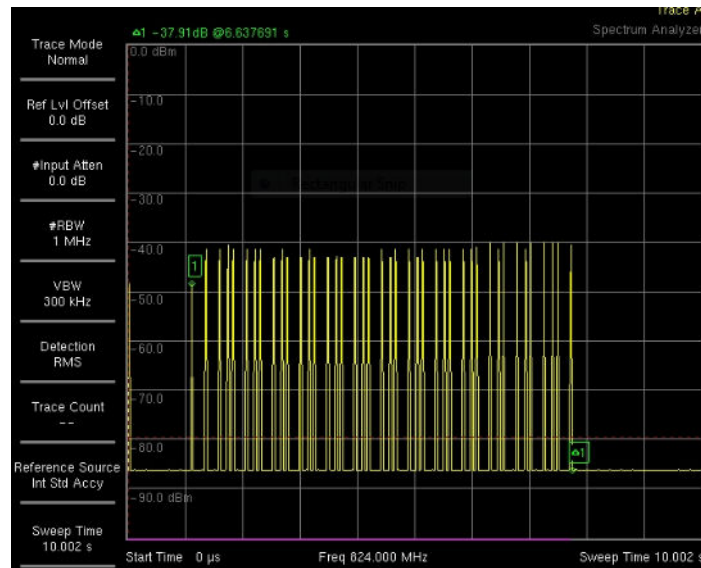 Trace A
Δ1 -37.91dB @6.637691 s
Spectrum Analyzer
Trace Mode
Normal
Ref Lvl Offset
0.0 dB
#Input Atten
0.0 dB
#RBW
1 MHz
VBW
300 kHz
Detection
RMS
Trace Count
--
Reference Source
Int Std Accy
Sweep Time
10.002 s
0.0 dBm
-10.0
-20.0
-30.0
-40.0
-50.0
-60.0
-70.0
-80.0
-90.0 dBm
Rectangular Snip
1
Δ1
Start Time 0 µs
Freq 824.000 MHz
Sweep Time 10.002 s